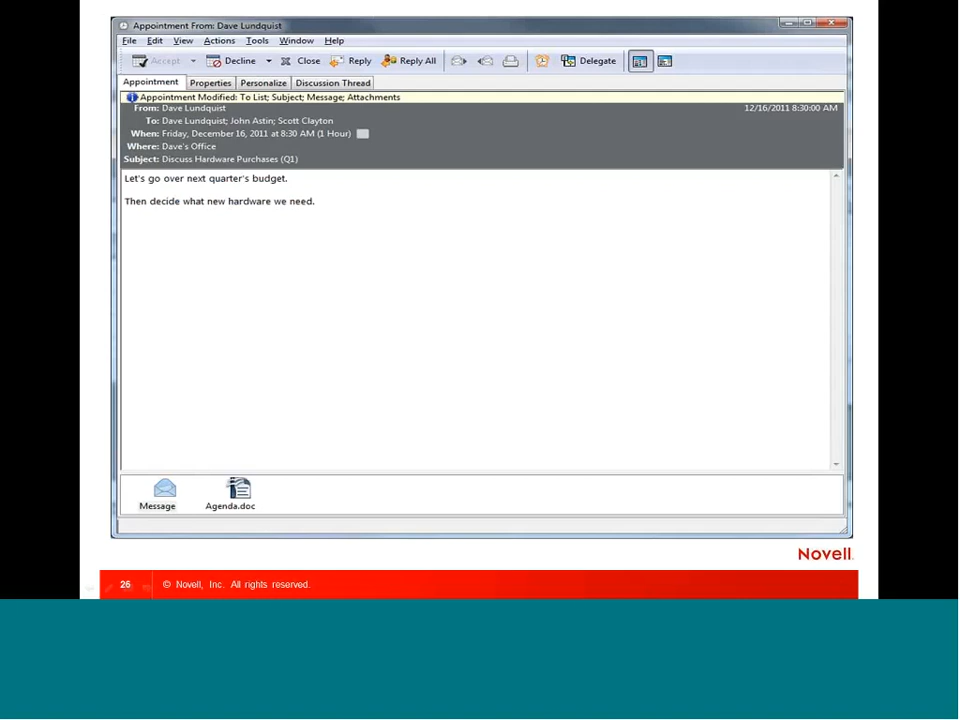 Appointment From: Dave Lundquist
File Edit View Actions Tools Window Help
Accept Decline Close Reply Reply All Delegate
Appointment Properties Personalize Discussion Thread
Appointment Modified: To List; Subject; Message; Attachments
From: Dave Lundquist 12/16/2011 8:30:00 AM
To: Dave Lundquist; John Astin; Scott Clayton
When: Friday, December 16, 2011 at 8:30 AM (1 Hour)
Where: Dave's Office
Subject: Discuss Hardware Purchases (Q1)
Let's go over next quarter's budget.
Then decide what new hardware we need.
Message Agenda.doc
Novell
26 © Novell, Inc. All rights reserved.